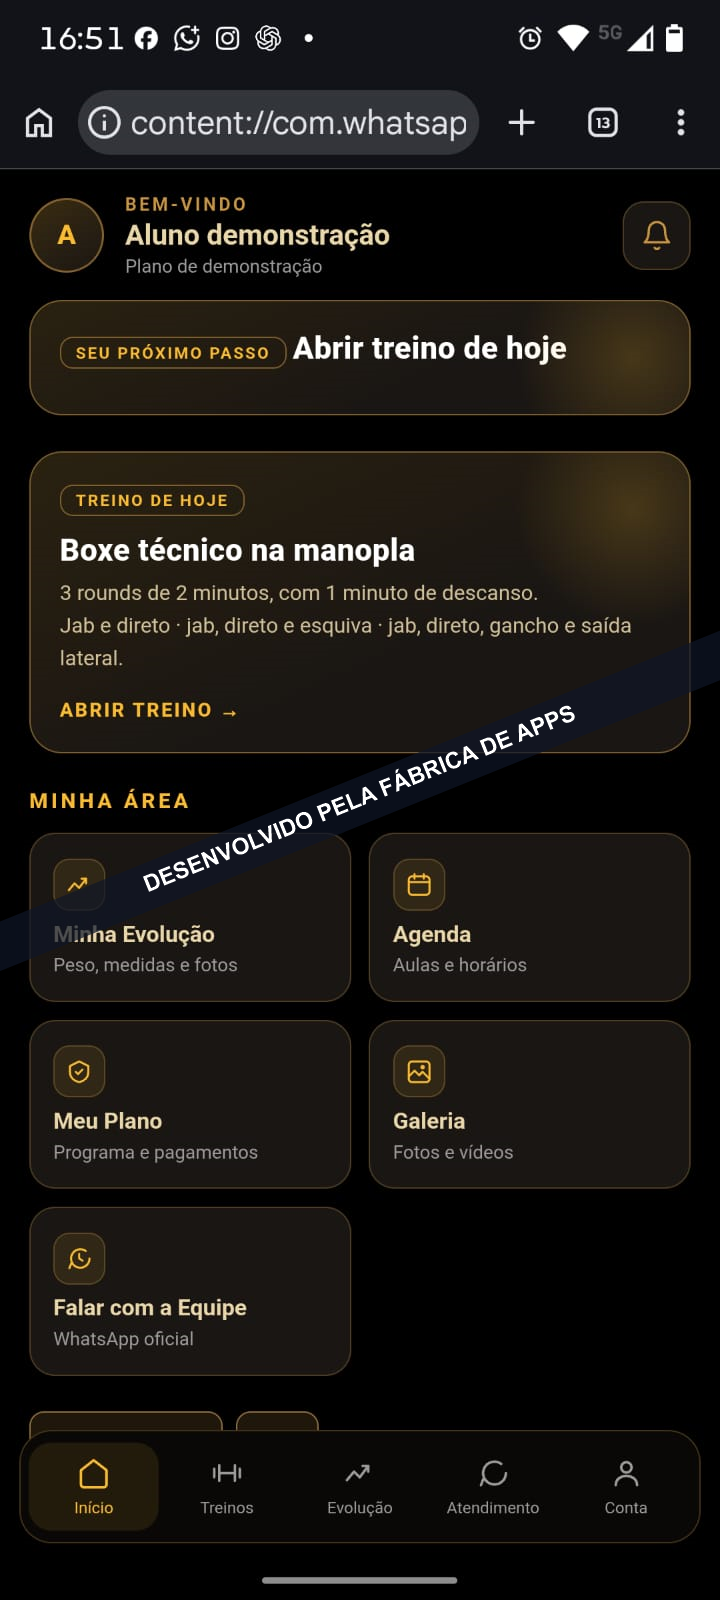 16:51
5G
content://com.whatsap
13
A
BEM-VINDO
Aluno demonstração
Plano de demonstração
SEU PRÓXIMO PASSO Abrir treino de hoje
TREINO DE HOJE
Boxe técnico na manopla
3 rounds de 2 minutos, com 1 minuto de descanso.
Jab e direto · jab, direto e esquiva · jab, direto, gancho e saída
lateral.
ABRIR TREINO →
DESENVOLVIDO PELA FÁBRICA DE APPS
MINHA ÁREA
Minha Evolução
Peso, medidas e fotos
Agenda
Aulas e horários
Meu Plano
Programa e pagamentos
Galeria
Fotos e vídeos
Falar com a Equipe
WhatsApp oficial
Início
Treinos
Evolução
Atendimento
Conta